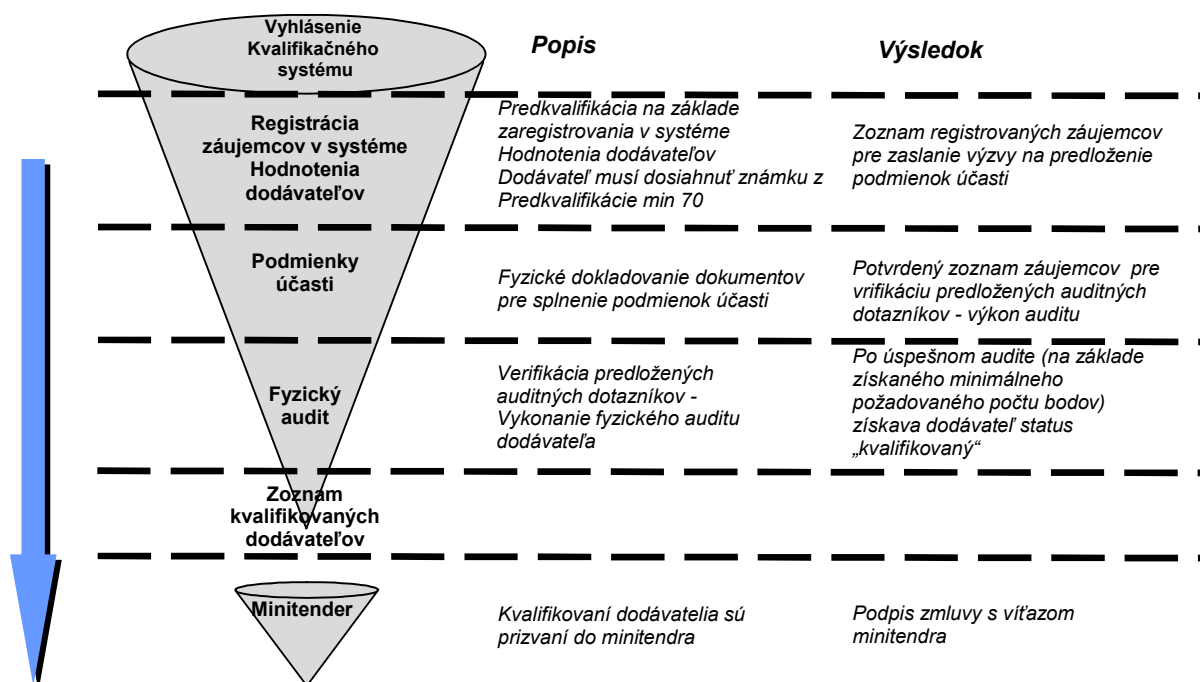 Vyhlásenie
Kvalifikačného
systému
Popis
Výsledok
Registrácia
záujemcov v systéme
Hodnotenia
dodávateľov
Predkvalifikácia na základe
zaregistrovania v systéme
Hodnotenia dodávateľov
Dodávateľ musí dosiahnuť známku z
Predkvalifikácie min 70
Zoznam registrovaných záujemcov
pre zaslanie výzvy na predloženie
podmienok účasti
Podmienky
účasti
Fyzické dokladovanie dokumentov
pre splnenie podmienok účasti
Potvrdený zoznam záujemcov  pre
vrifikáciu predložených auditných
dotazníkov - výkon auditu
Fyzický
audit
Verifikácia predložených
auditných dotazníkov -
Vykonanie fyzického auditu
dodávateľa
Po úspešnom audite (na základe
získaného minimálneho
požadovaného počtu bodov)
získava dodávateľ status
„kvalifikovaný“
Zoznam
kvalifikovaných
dodávateľov
Minitender
Kvalifikovaní dodávatelia sú
prizvaní do minitendra
Podpis zmluvy s víťazom
minitendra